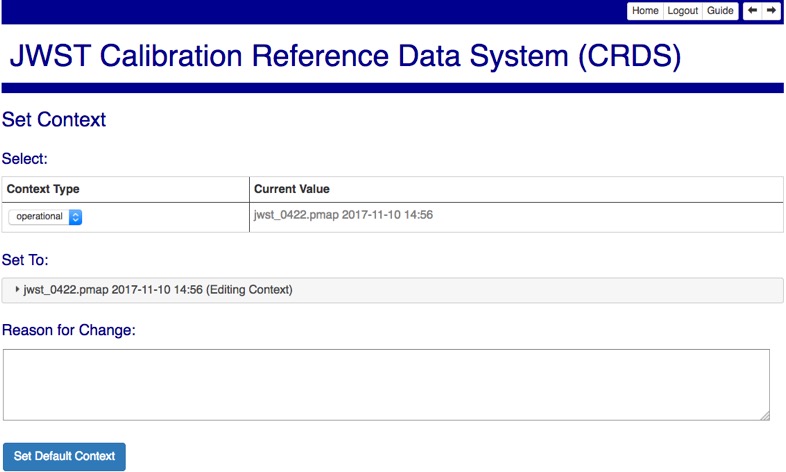 Home Logout Guide
JWST Calibration Reference Data System (CRDS)
Set Context
Select:
Context Type Current Value
operational jwst_0422.pmap 2017-11-10 14:56
Set To:
jwst_0422.pmap 2017-11-10 14:56 (Editing Context)
Reason for Change:
Set Default Context